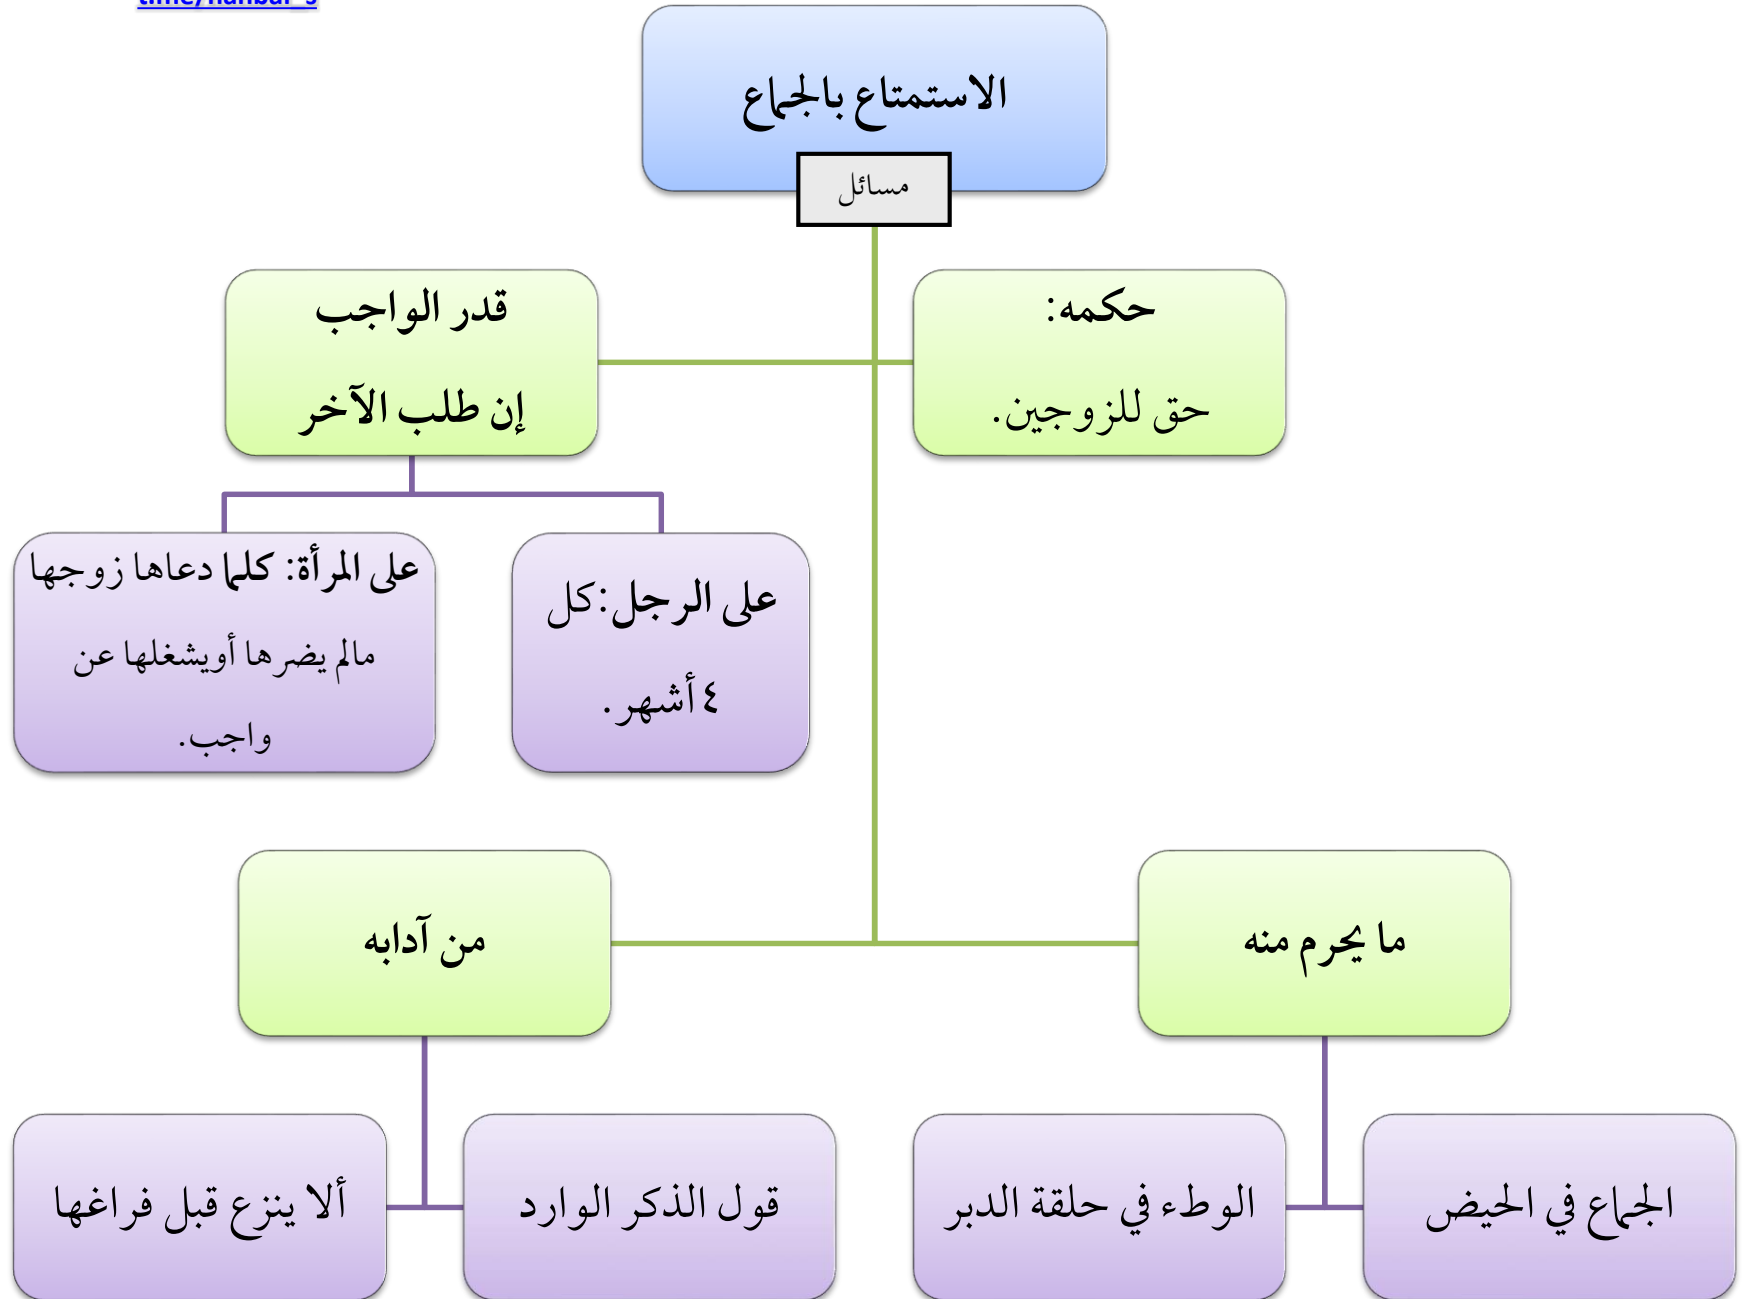 الاستمتاع بالجماع
مسائل
حكمه:
حق للزوجين.
قدر الواجب
إن طلب الآخر
على الرجل:كل
٤ أشهر.
على المرأة: كلما دعاها زوجها
مالم يضرها أويشغلها عن
واجب.
ما يحرم منه
من آدابه
الجماع في الحيض
الوطء في حلقة الدبر
قول الذكر الوارد
ألا ينزع قبل فراغها